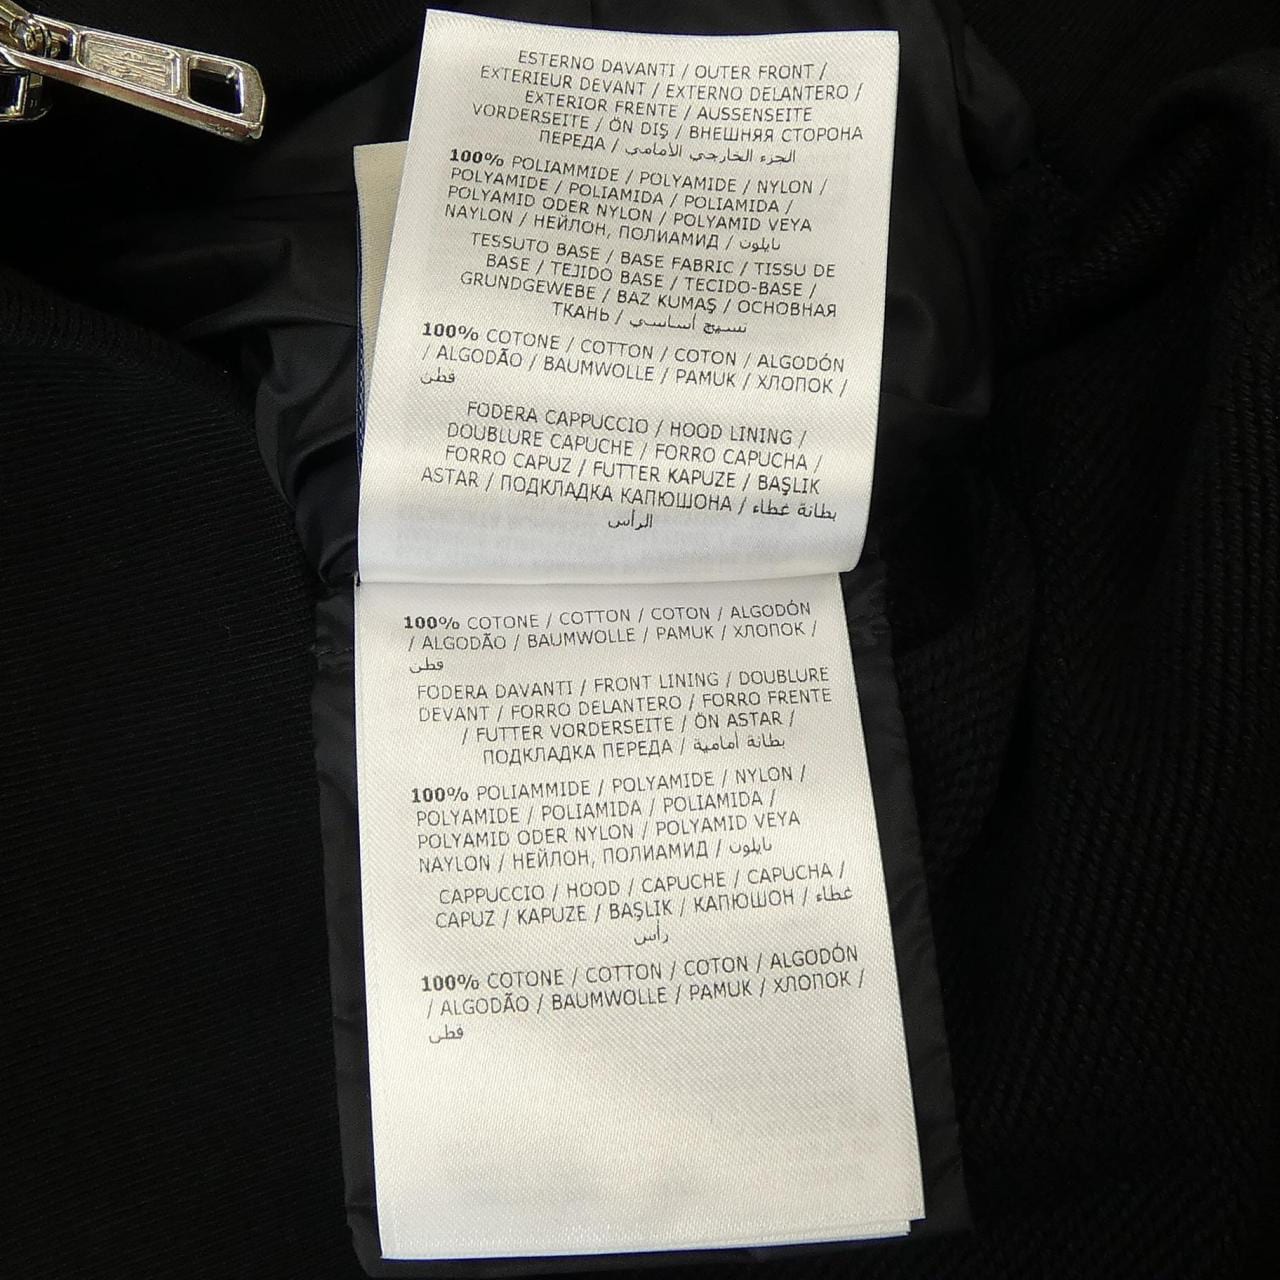 ESTERNO DAVANTI / OUTER FRONT /
EXTERIEUR DEVANT / EXTERNO DELANTERO /
EXTERIOR FRENTE / AUSSENSEITE
VORDERSEITE / ÖN DIŞ / ВНЕШНЯЯ СТОРОНА
ПЕРЕДА / الجزء الخارجي الأمامي
100% POLIAMMIDE / POLYAMIDE / NYLON /
POLYAMIDE / POLIAMIDA / POLIAMIDA /
POLYAMID ODER NYLON / POLYAMID VEYA
NAYLON / НЕЙЛОН, ПОЛИАМИД / نايلون
TESSUTO BASE / BASE FABRIC / TISSU DE
BASE / TEJIDO BASE / TECIDO-BASE /
GRUNDGEWEBE / BAZ KUMAŞ / ОСНОВНАЯ
ТКАНЬ / نسيج أساسي
100% COTONE / COTTON / COTON / ALGODÓN
/ ALGODÃO / BAUMWOLLE / PAMUK / ХЛОПОК /
قطن
FODERA CAPPUCCIO / HOOD LINING /
DOUBLURE CAPUCHE / FORRO CAPUCHA /
FORRO CAPUZ / FUTTER KAPUZE / BAŞLIK
ASTAR / ПОДКЛАДКА КАПЮШОНА / بطانة غطاء
الرأس
100% COTONE / COTTON / COTON / ALGODÓN
/ ALGODÃO / BAUMWOLLE / PAMUK / ХЛОПОК /
قطن
FODERA DAVANTI / FRONT LINING / DOUBLURE
DEVANT / FORRO DELANTERO / FORRO FRENTE
/ FUTTER VORDERSEITE / ÖN ASTAR /
ПОДКЛАДКА ПЕРЕДА / بطانة أمامية
100% POLIAMMIDE / POLYAMIDE / NYLON /
POLYAMIDE / POLIAMIDA / POLIAMIDA /
POLYAMID ODER NYLON / POLYAMID VEYA
NAYLON / НЕЙЛОН, ПОЛИАМИД / نايلون
CAPPUCCIO / HOOD / CAPUCHE / CAPUCHA /
CAPUZ / KAPUZE / BAŞLIK / КАПЮШОН / غطاء
رأس
100% COTONE / COTTON / COTON / ALGODÓN
/ ALGODÃO / BAUMWOLLE / PAMUK / ХЛОПОК /
قطن